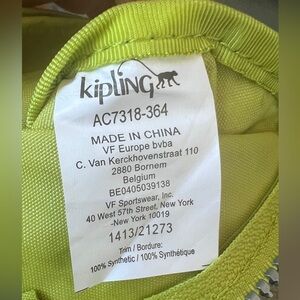 kipling
AC7318-364
MADE IN CHINA
VF Europe bvba
C. Van Kerckhovenstraat 110
2880 Bornem
Belgium
BE0405039138
VF Sportswear, Inc.
40 West 57th Street, New York
-New York 10019
1413/21273
Trim / Bordure:
100% Synthetic / 100% Synthétique